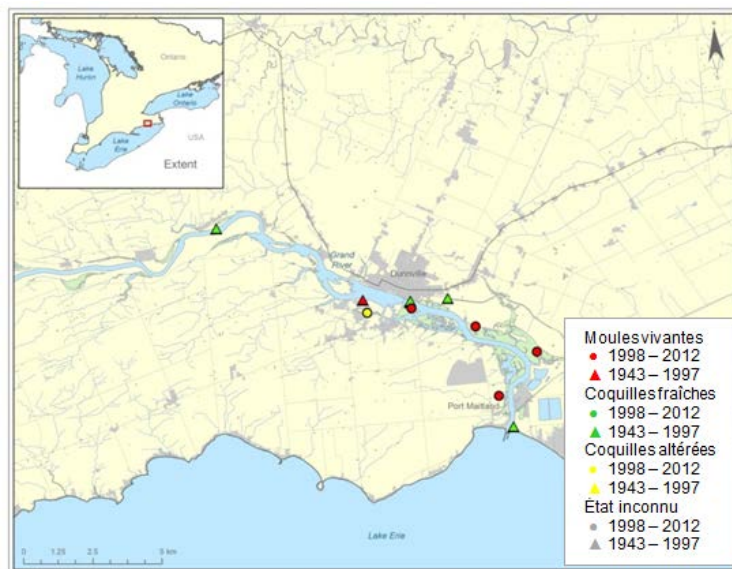 Ontario
Lake
Huron
Lake
Ontario
USA
Lake
Erie
Extent
Grand
River
Dunnville
Port Maitland
Lake Erie
0 1.25 2.5 5 km
Moules vivantes
1998 – 2012
1943 – 1997
Coquilles fraîches
1998 – 2012
1943 – 1997
Coquilles altérées
1998 – 2012
1943 – 1997
État inconnu
1998 – 2012
1943 – 1997